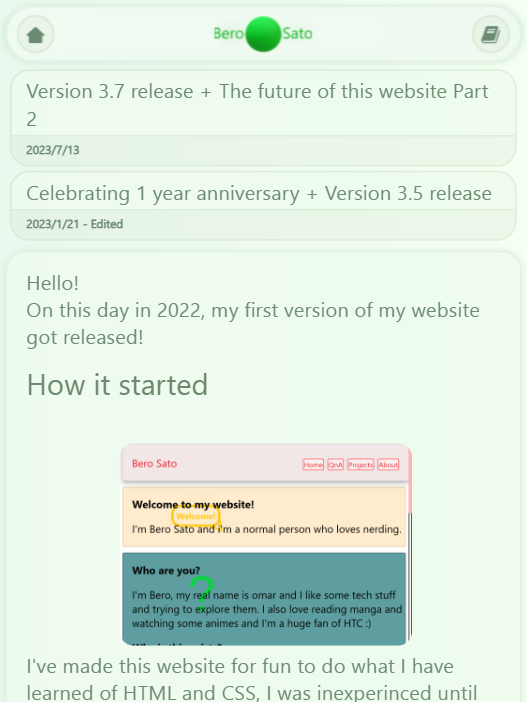 Bero Sato
Version 3.7 release + The future of this website Part
2
2023/7/13
Celebrating 1 year anniversary + Version 3.5 release
2023/1/21 - Edited
Hello!
On this day in 2022, my first version of my website
got released!
How it started
Bero Sato Home QnA Projects About
Welcome to my website!
Welcome!
I'm Bero Sato and I'm a normal person who loves nerding.
Who are you?
?
I'm Bero, my real name is omar and I like some tech stuff
and trying to explore them. I also love reading manga and
watching some animes and I'm a huge fan of HTC :)
I've made this website for fun to do what I have
learned of HTML and CSS, I was inexperinced until